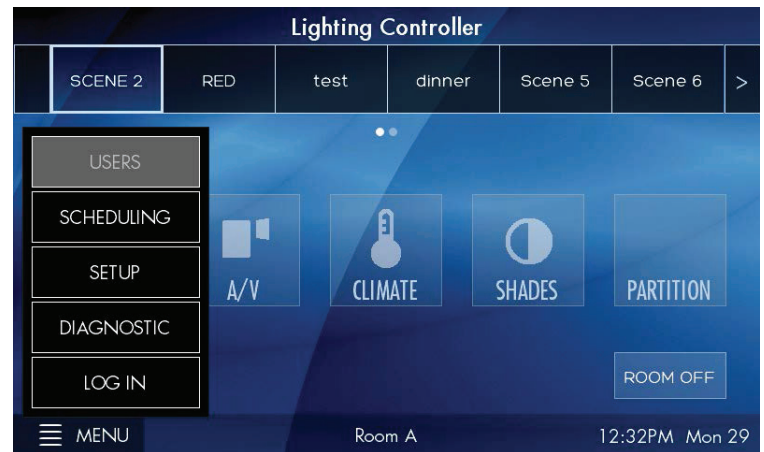 Lighting Controller
SCENE 2 RED test dinner Scene 5 Scene 6 >
USERS
SCHEDULING
SETUP
DIAGNOSTIC
LOG IN
A/V CLIMATE SHADES PARTITION
ROOM OFF
MENU Room A 12:32PM Mon 29